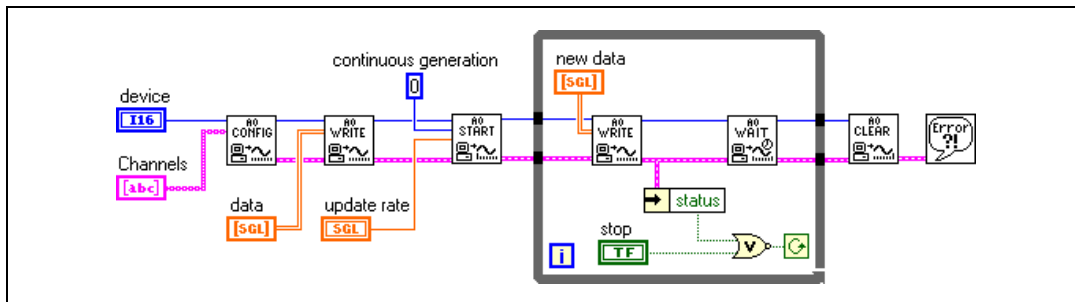 continuous generation
0
new data
[SGL]
device
I16
AO
CONFIG
AO
WRITE
AO
START
AO
WRITE
AO
WAIT
AO
CLEAR
Error
?!
Channels
[abc]
data
[SGL]
update rate
SGL
status
stop
TF
V
i